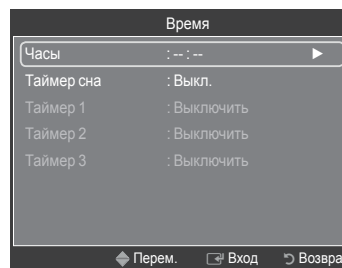 Время
Часы : -- : -- ►
Таймер сна : Выкл.
Таймер 1 : Выключить
Таймер 2 : Выключить
Таймер 3 : Выключить
Перем. Вход Возвра